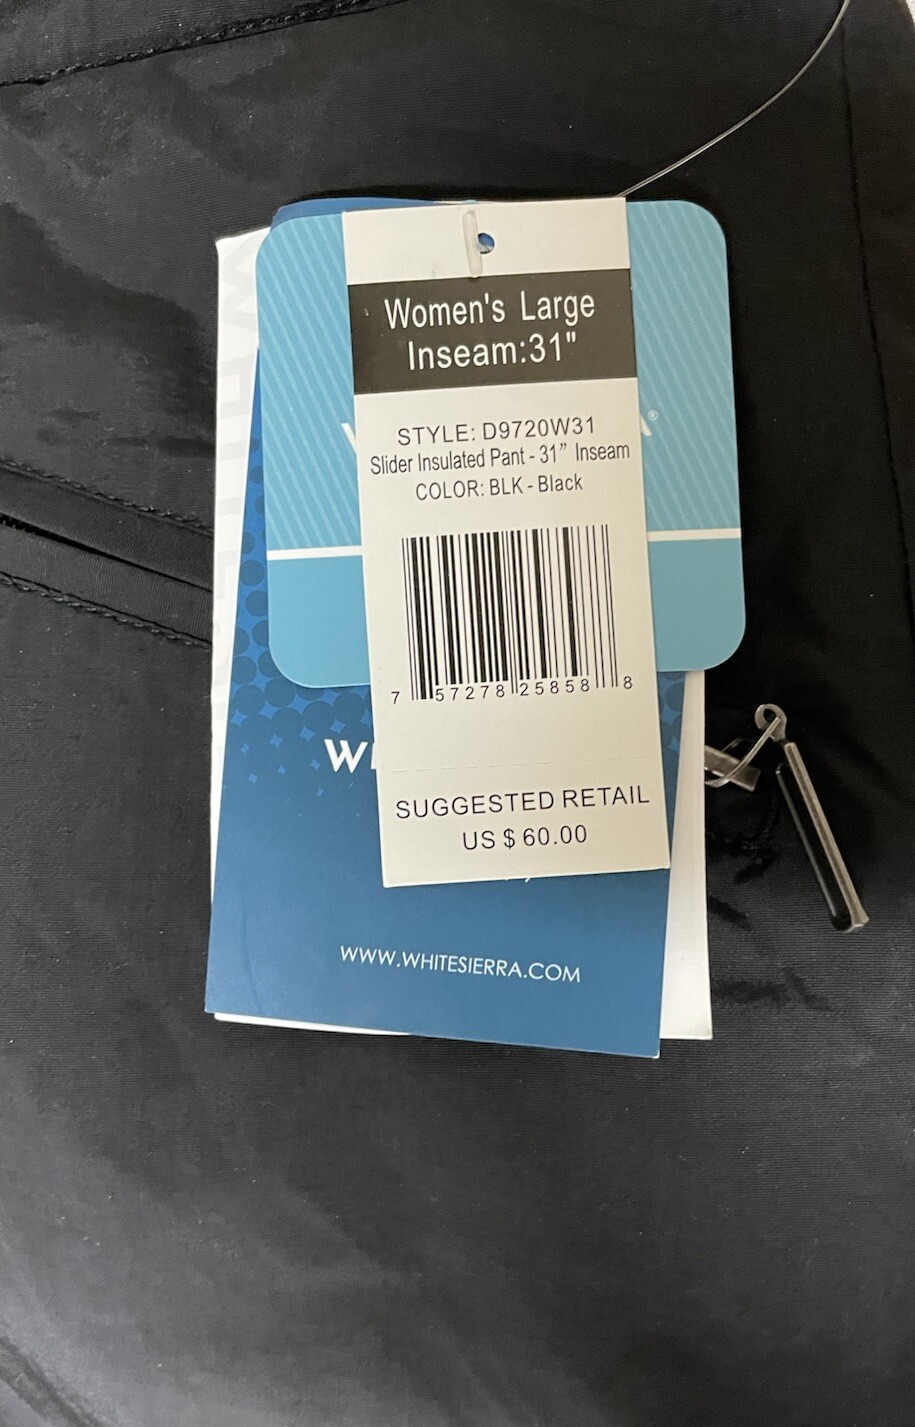 Women's Large
Inseam:31"
STYLE: D9720W31
Slider Insulated Pant - 31” Inseam
COLOR: BLK - Black
7 57278 25858 8
SUGGESTED RETAIL
US $ 60.00
WWW.WHITESIERRA.COM